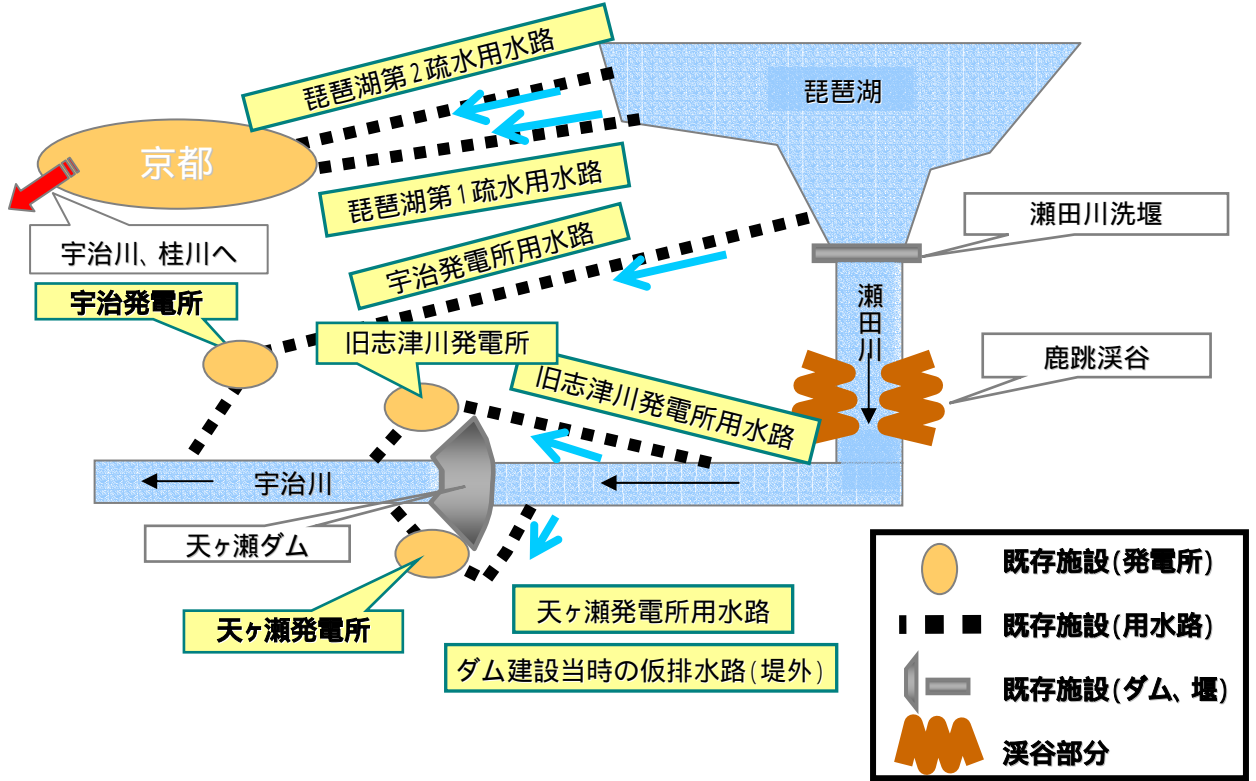 琵琶湖第2疏水用水路
琵琶湖
京都
琵琶湖第1疏水用水路
瀬田川洗堰
宇治川、桂川へ
宇治発電所用水路
宇治発電所
瀬田川
旧志津川発電所
鹿跳渓谷
旧志津川発電所用水路
宇治川
天ヶ瀬ダム
既存施設(発電所)
天ヶ瀬発電所用水路
既存施設(用水路)
天ヶ瀬発電所
ダム建設当時の仮排水路(堤外)
既存施設(ダム、堰)
渓谷部分